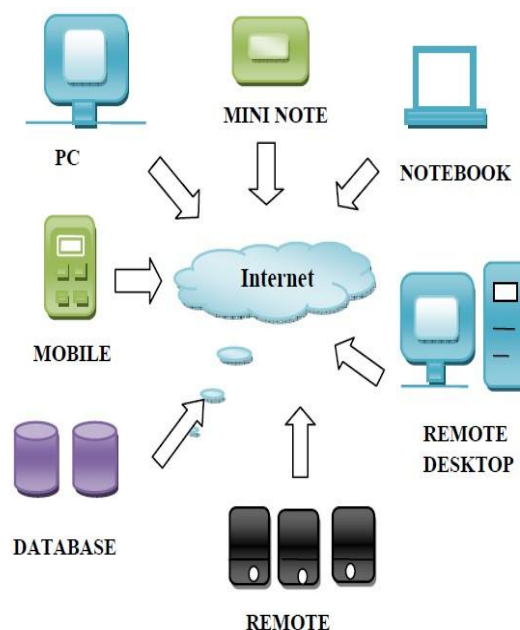 MINI NOTE
PC
NOTEBOOK
Internet
MOBILE
REMOTE
DESKTOP
DATABASE
REMOTE